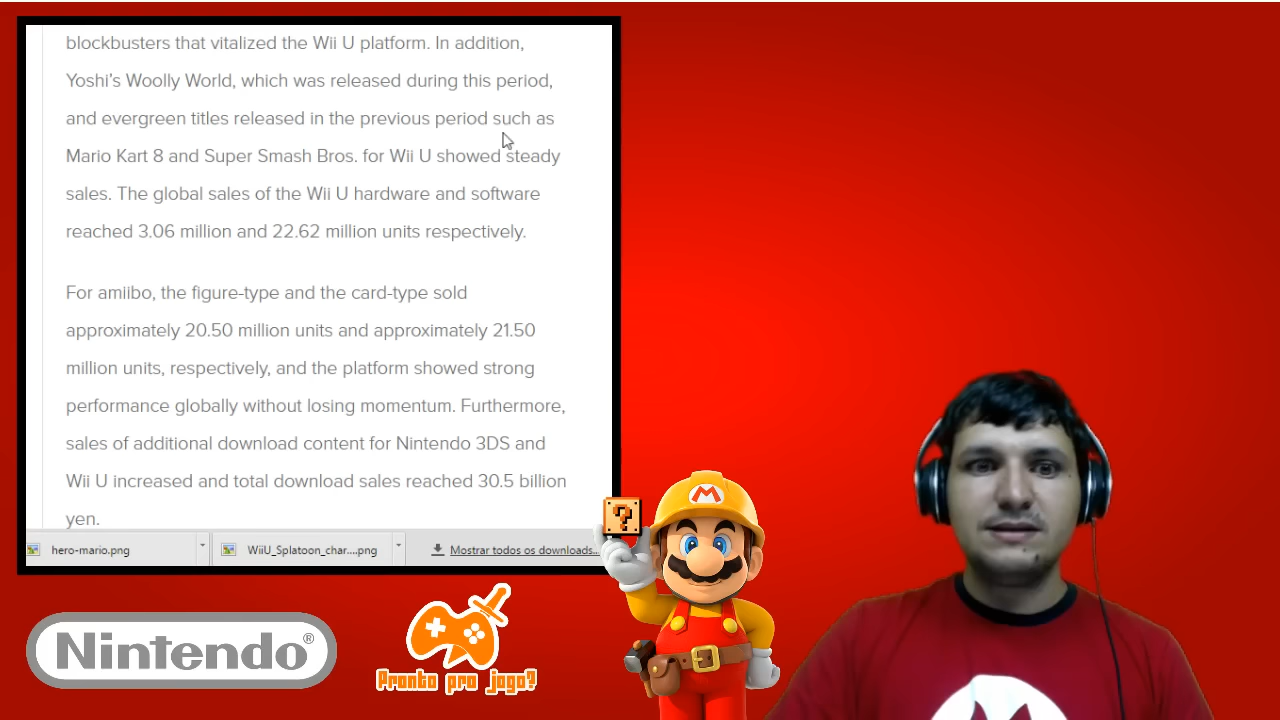 blockbusters that vitalized the Wii U platform. In addition,
Yoshi's Woolly World, which was released during this period,
and evergreen titles released in the previous period such as
Mario Kart 8 and Super Smash Bros. for Wii U showed steady
sales. The global sales of the Wii U hardware and software
reached 3.06 million and 22.62 million units respectively.
For amiibo, the figure-type and the card-type sold
approximately 20.50 million units and approximately 21.50
million units, respectively, and the platform showed strong
performance globally without losing momentum. Furthermore,
sales of additional download content for Nintendo 3DS and
Wii U increased and total download sales reached 30.5 billion
yen.
hero-mario.png
WiiU_Splatoon_char....png
Mostrar todos os downloads...
?
M
Nintendo®
Pronto pro jogo?